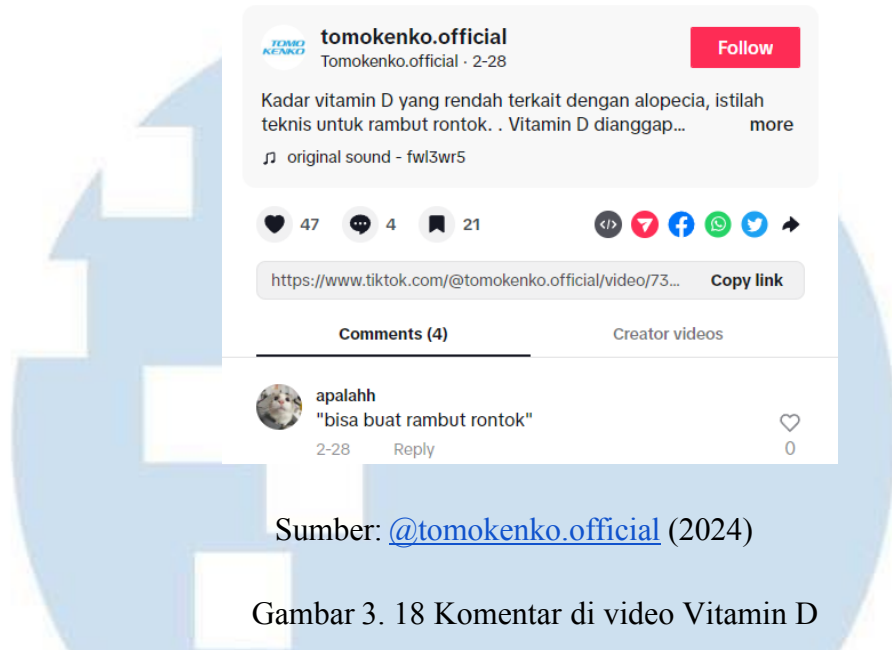 TOMO
KENKO
tomokenko.official
Tomokenko.official · 2-28
Follow
Kadar vitamin D yang rendah terkait dengan alopecia, istilah
teknis untuk rambut rontok. . Vitamin D dianggap... more
♫ original sound - fwl3wr5
47 4 21
https://www.tiktok.com/@tomokenko.official/video/73... Copy link
Comments (4) Creator videos
apalahh
"bisa buat rambut rontok"
2-28 Reply 0
Sumber: @tomokenko.official (2024)
Gambar 3. 18 Komentar di video Vitamin D